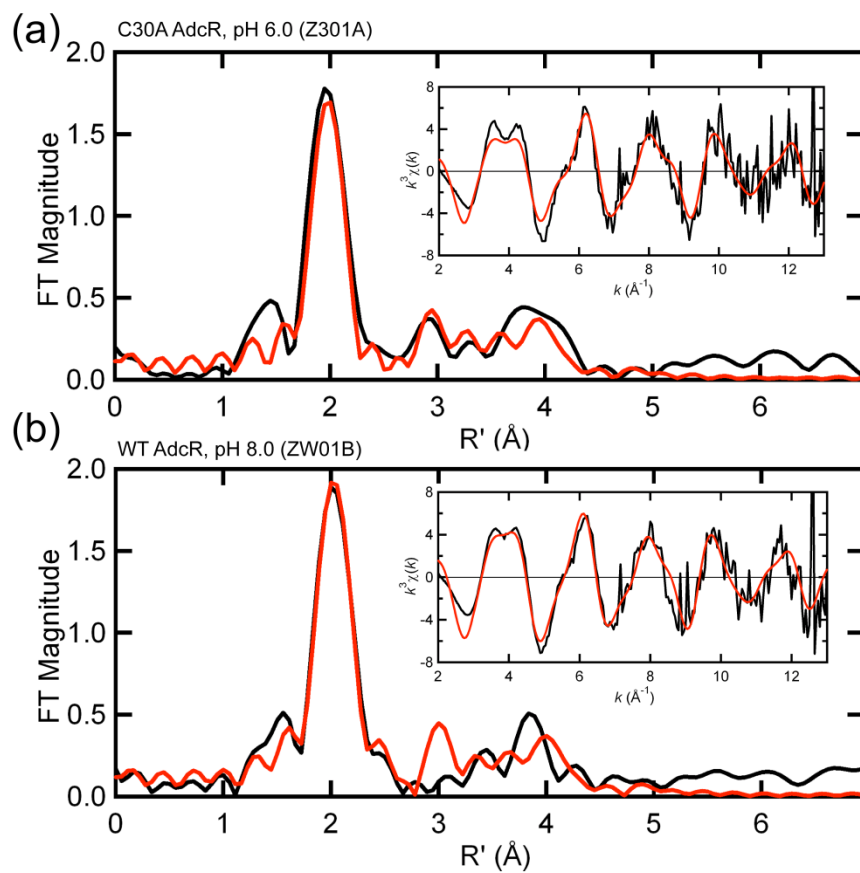 (a)
C30A AdcR, pH 6.0 (Z301A)
2.0
1.5
1.0
0.5
0.0
FT Magnitude
8
4
0
-4
-8
k³χ(k)
2 4 6 8 10 12
k (Å⁻¹)
0 1 2 3 4 5 6
R' (Å)
(b)
WT AdcR, pH 8.0 (ZW01B)
2.0
1.5
1.0
0.5
0.0
FT Magnitude
8
4
0
-4
-8
k³χ(k)
2 4 6 8 10 12
k (Å⁻¹)
0 1 2 3 4 5 6
R' (Å)